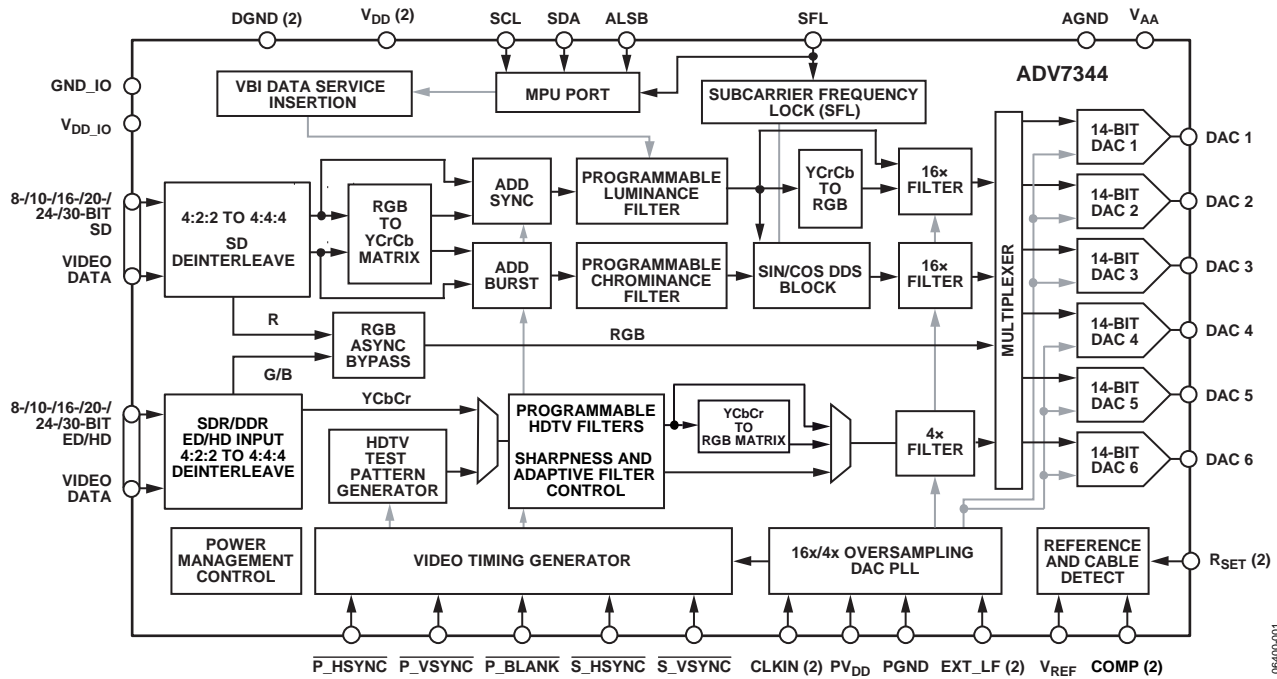 DGND (2)
VDD (2)
SCL
SDA
ALSB
SFL
AGND
VAA
GND_IO
VDD_IO
ADV7344
VBI DATA SERVICE
INSERTION
MPU PORT
SUBCARRIER FREQUENCY
LOCK (SFL)
8-/10-/16-/20-/
24-/30-BIT
SD
VIDEO
DATA
4:2:2 TO 4:4:4
SD
DEINTERLEAVE
RGB
TO
YCrCb
MATRIX
ADD
SYNC
PROGRAMMABLE
LUMINANCE
FILTER
YCrCb
TO
RGB
16×
FILTER
ADD
BURST
PROGRAMMABLE
CHROMINANCE
FILTER
SIN/COS DDS
BLOCK
16×
FILTER
MULTIPLEXER
14-BIT
DAC 1
DAC 1
14-BIT
DAC 2
DAC 2
14-BIT
DAC 3
DAC 3
14-BIT
DAC 4
DAC 4
14-BIT
DAC 5
DAC 5
14-BIT
DAC 6
DAC 6
R
G/B
RGB
ASYNC
BYPASS
RGB
8-/10-/16-/20-/
24-/30-BIT
ED/HD
VIDEO
DATA
SDR/DDR
ED/HD INPUT
4:2:2 TO 4:4:4
DEINTERLEAVE
YCbCr
HDTV
TEST
PATTERN
GENERATOR
PROGRAMMABLE
HDTV FILTERS
SHARPNESS AND
ADAPTIVE FILTER
CONTROL
YCbCr
TO
RGB MATRIX
4×
FILTER
POWER
MANAGEMENT
CONTROL
VIDEO TIMING GENERATOR
16x/4x OVERSAMPLING
DAC PLL
REFERENCE
AND CABLE
DETECT
RSET (2)
P_HSYNC
P_VSYNC
P_BLANK
S_HSYNC
S_VSYNC
CLKIN (2)
PVDD
PGND
EXT_LF (2)
VREF
COMP (2)
06400-001